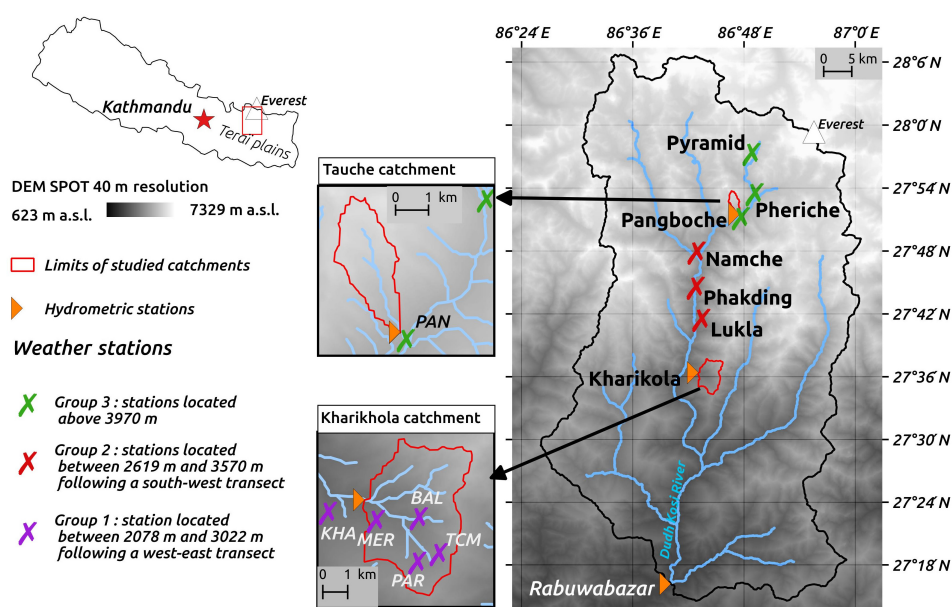 Kathmandu
Everest
Terai plains
DEM SPOT 40 m resolution
623 m a.s.l.
7329 m a.s.l.
Limits of studied catchments
Hydrometric stations
Weather stations
Group 3 : stations located
above 3970 m
Group 2 : stations located
between 2619 m and 3570 m
following a south-west transect
Group 1 : station located
between 2078 m and 3022 m
following a west-east transect
Tauche catchment
0 1 km
PAN
Kharikhola catchment
BAL
KHA
MER
TCM
PAR
0 1 km
86°24' E
86°36' E
86°48' E
87°0' E
0 5 km
28°6' N
28°0' N
27°54 N
27°48 N
27°42 N
27°36 N
27°30 N
27°24 N
27°18 N
Everest
Pyramid
Pheriche
Pangboche
Namche
Phakding
Lukla
Kharikola
Dudh Kosi River
Rabuwabazar